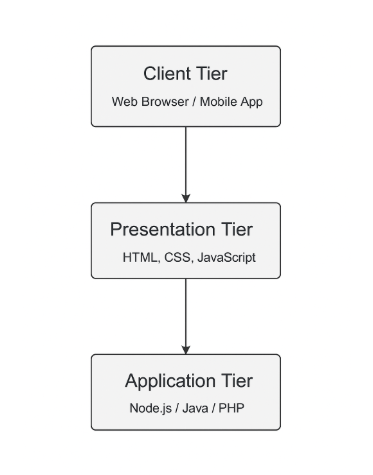 Client Tier
Web Browser / Mobile App
Presentation Tier
HTML, CSS, JavaScript
Application Tier
Node.js / Java / PHP